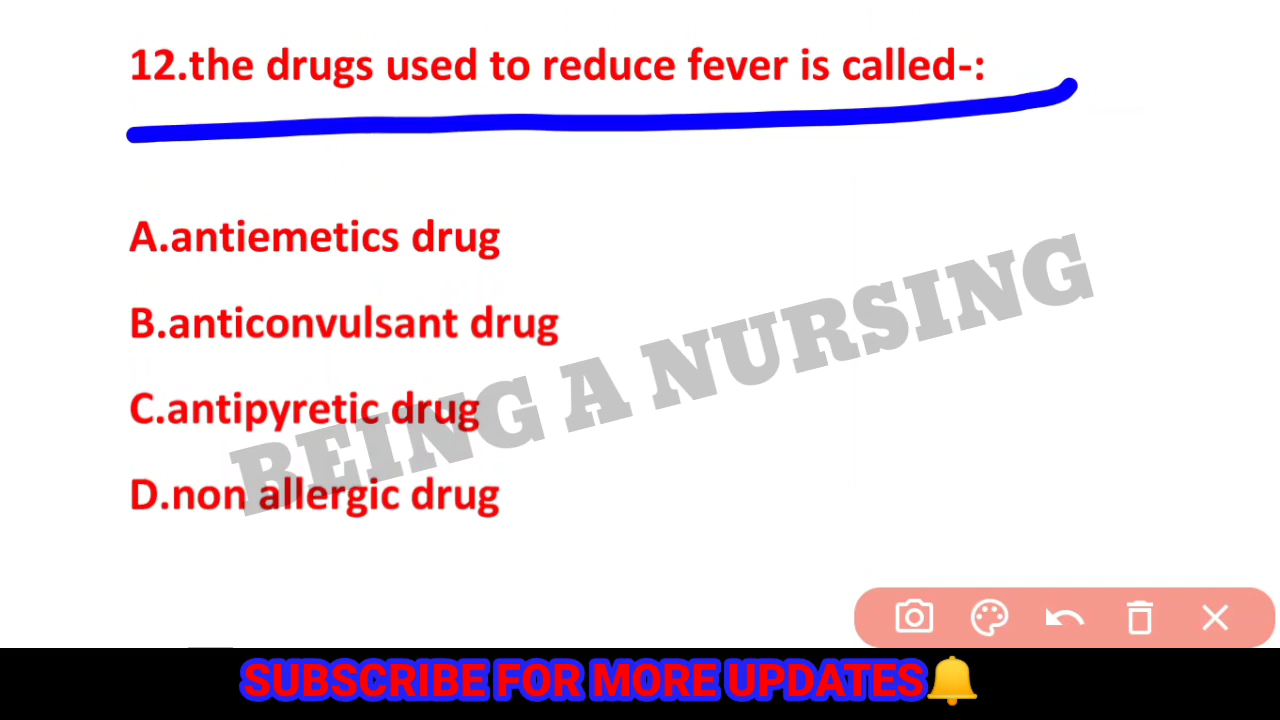 12.the drugs used to reduce fever is called-:
A.antiemetics drug
B.anticonvulsant drug
C.antipyretic drug
D.non allergic drug
BEING A NURSING
SUBSCRIBE FOR MORE UPDATES🔔